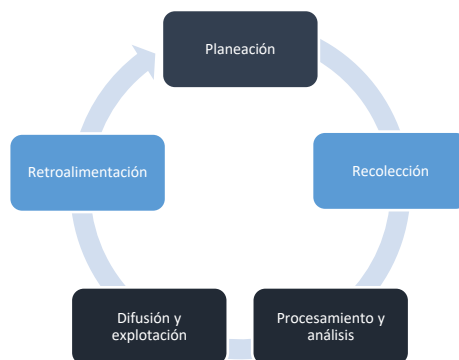 Planeación
Recolección
Procesamiento y
análisis
Difusión y
explotación
Retroalimentación